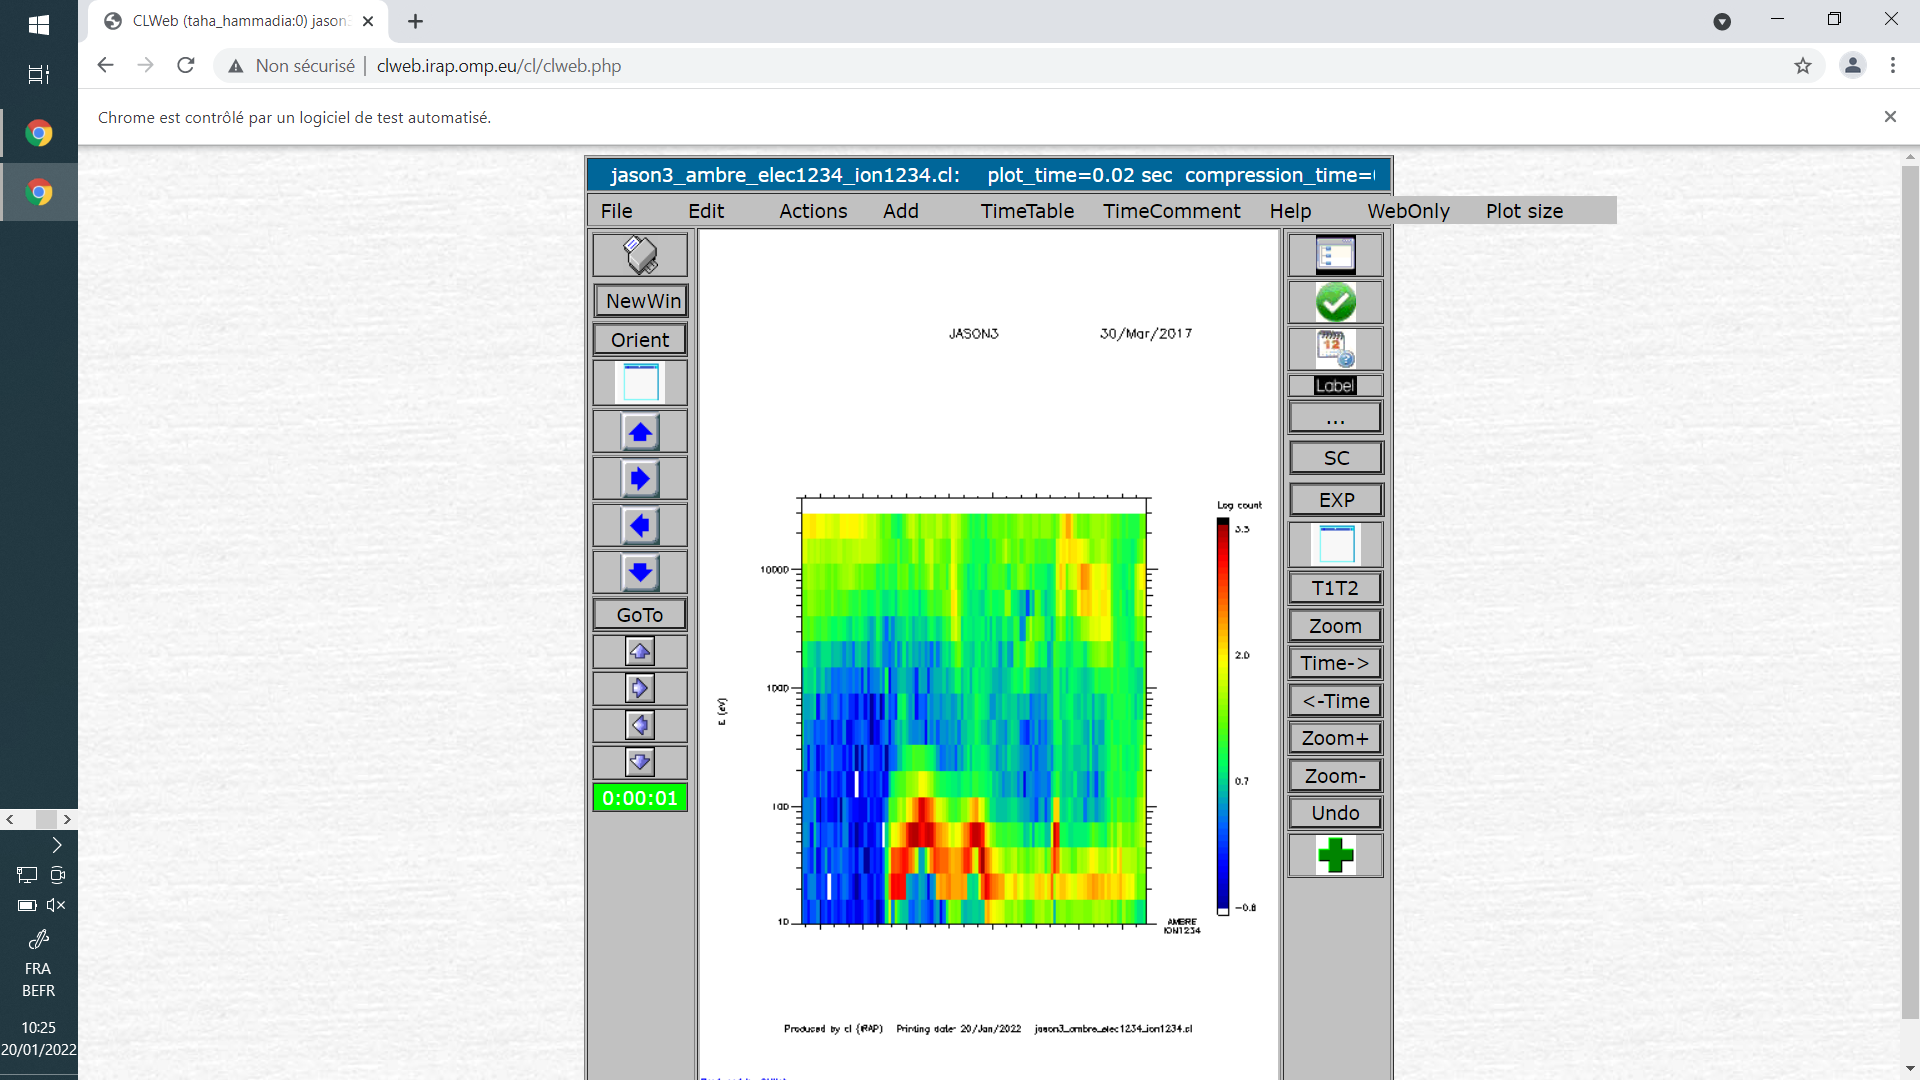 CLWeb (taha_hammadia:0) jason3
Non sécurisé | clweb.irap.omp.eu/cl/clweb.php
Chrome est contrôlé par un logiciel de test automatisé.
jason3_ambre_elec1234_ion1234.cl: plot_time=0.02 sec compression_time=
File Edit Actions Add TimeTable TimeComment Help WebOnly Plot size
NewWin
Orient
GoTo
0:00:01
JASON3 30/Mar/2017
Log count
3.3
2.0
0.7
-0.8
10000
1000
100
10
E (eV)
AMBRE
ION1234
Produced by cl (IRAP) Printing date: 20/Jan/2022 jason3_ambre_elec1234_ion1234.cl
12
Label
...
SC
EXP
T1T2
Zoom
Time->
<-Time
Zoom+
Zoom-
Undo
FRA
BEFR
10:25
20/01/2022